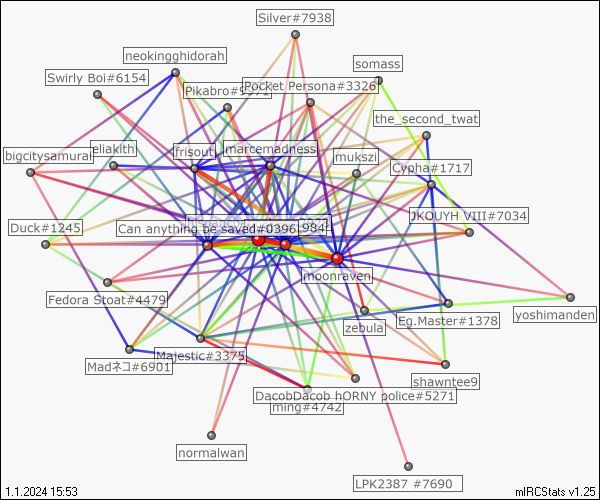 Silver#7938
neokingghidorah
somass
Swirly Boi#6154
Pikabro#9971
Pocket Persona#3326
the_second_twat
bigcitysamurai
eliakith
frisout
marcemadness
mukszi
Cypha#1717
JKOUYH VIII#7034
Duck#1245
Can anything be saved#0396
984
moonraven
Fedora Stoat#4479
yoshimanden
Eg.Master#1378
zebula
Madネコ#6901
Majestic#3375
shawntee9
DacobDacob hORNY police#5271
ming#4742
normalwan
LPK2387 #7690
1.1.2024 15:53
mIRCStats v1.25